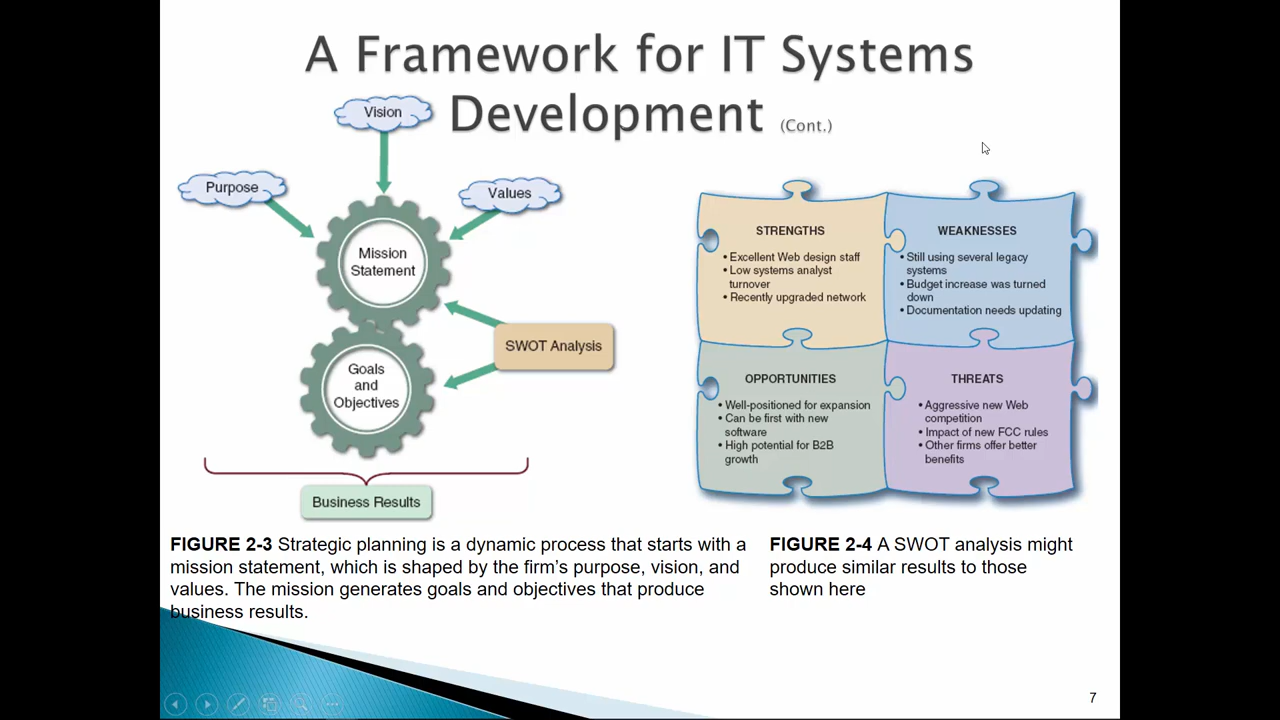 A Framework for IT Systems
Development (Cont.)
Vision
Purpose
Values
Mission
Statement
SWOT Analysis
Goals
and
Objectives
Business Results
STRENGTHS
• Excellent Web design staff
• Low systems analyst
turnover
• Recently upgraded network
WEAKNESSES
• Still using several legacy
systems
• Budget increase was turned
down
• Documentation needs updating
OPPORTUNITIES
• Well-positioned for expansion
• Can be first with new
software
• High potential for B2B
growth
THREATS
• Aggressive new Web
competition
• Impact of new FCC rules
• Other firms offer better
benefits
FIGURE 2-3 Strategic planning is a dynamic process that starts with a
mission statement, which is shaped by the firm's purpose, vision, and
values. The mission generates goals and objectives that produce
business results.
FIGURE 2-4 A SWOT analysis might
produce similar results to those
shown here
7